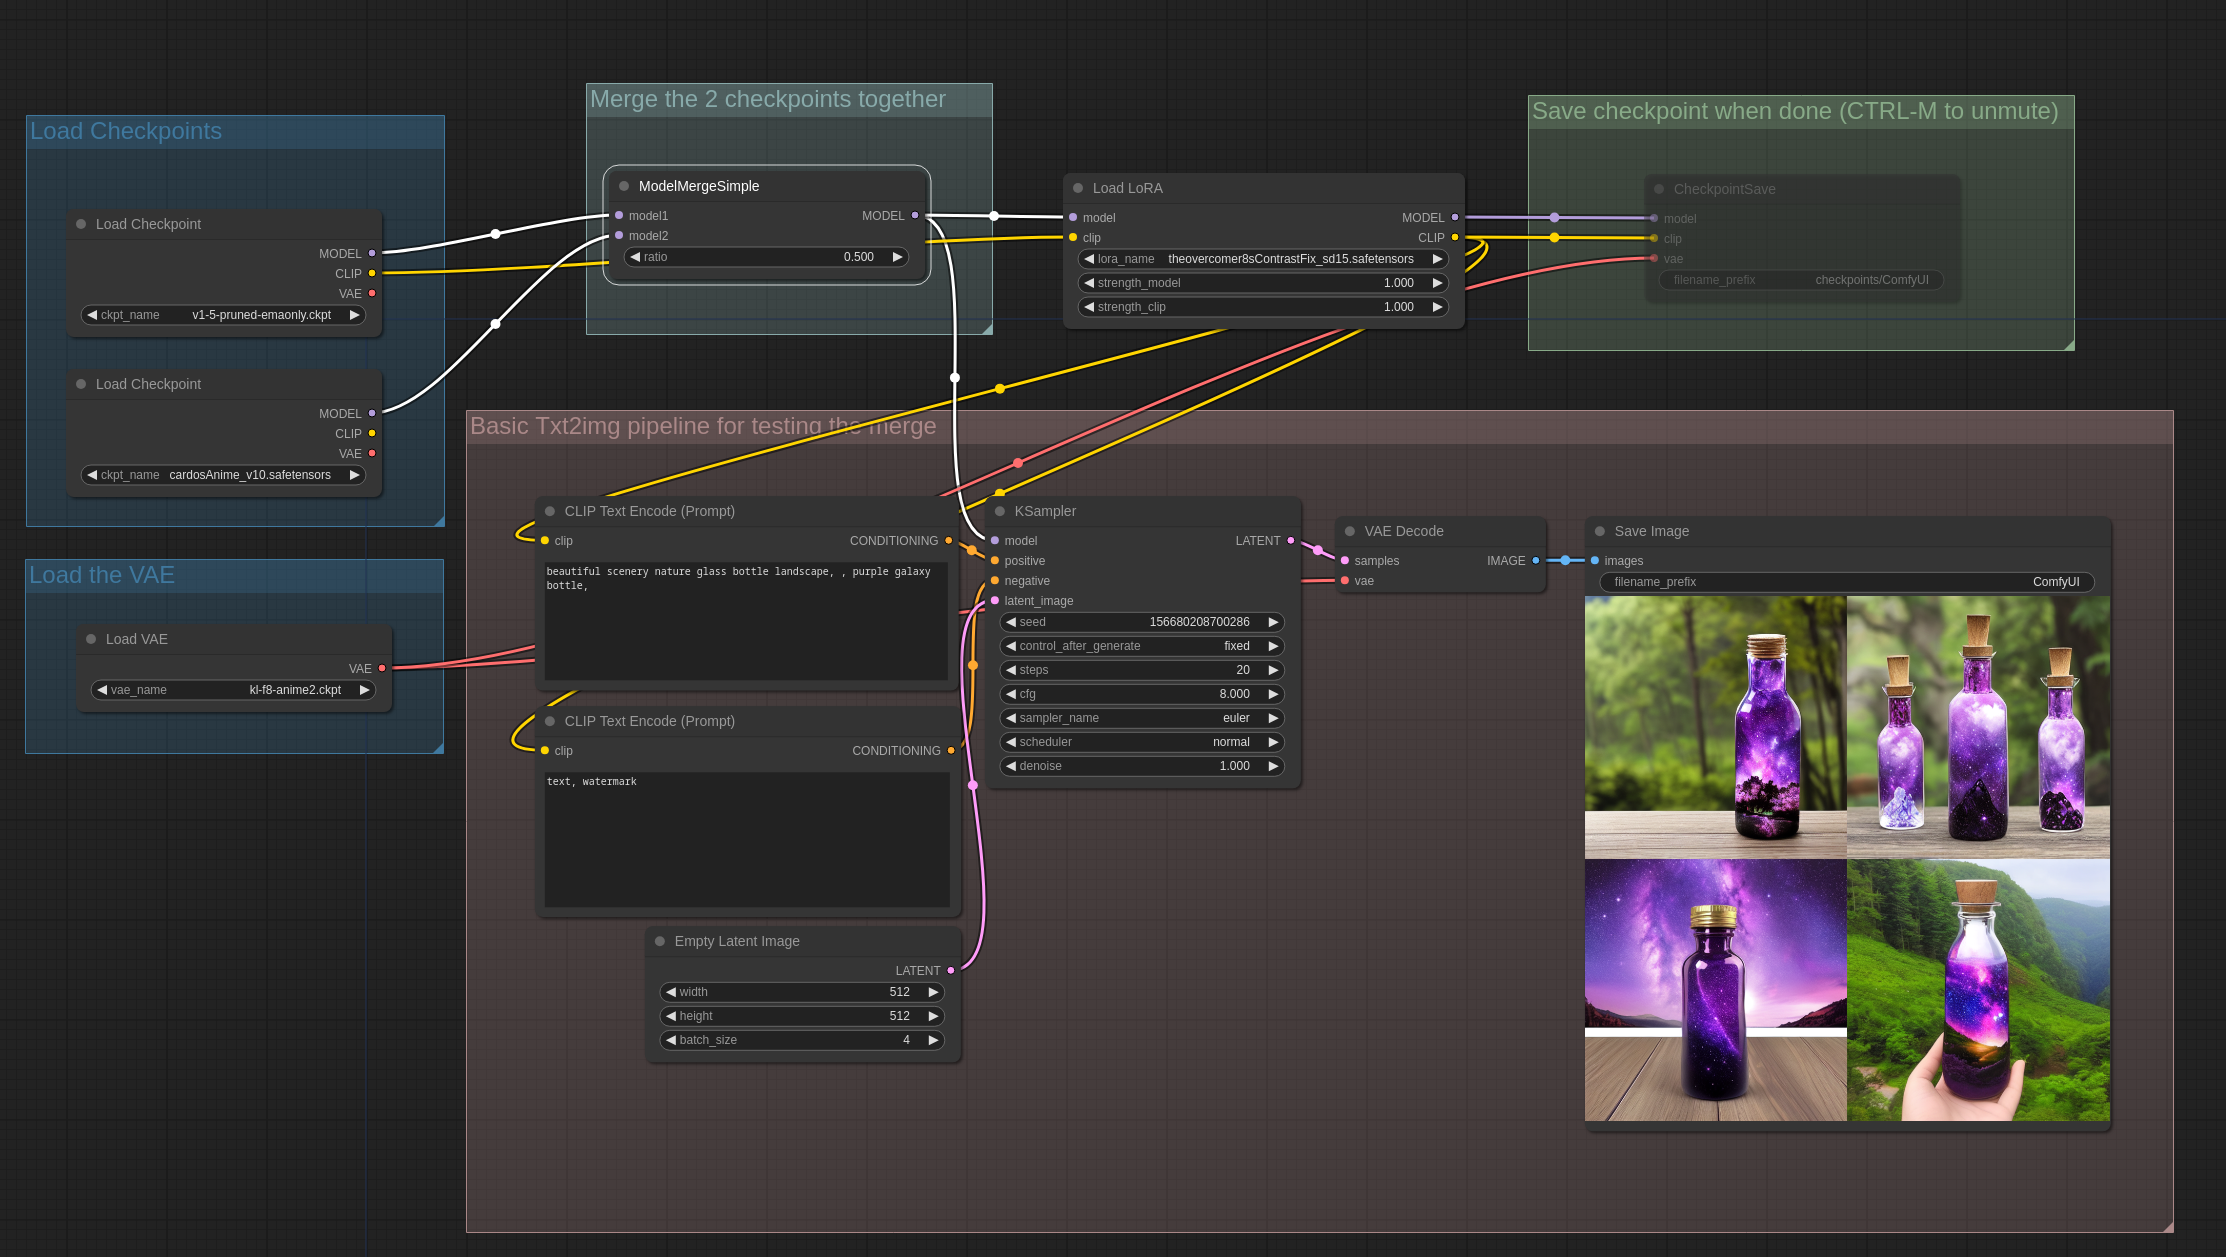 Load Checkpoints
Load Checkpoint
MODEL
CLIP
VAE
ckpt_name v1-5-pruned-emaonly.ckpt
Load Checkpoint
MODEL
CLIP
VAE
ckpt_name cardosAnime_v10.safetensors
Load the VAE
Load VAE
VAE
vae_name kl-f8-anime2.ckpt
Merge the 2 checkpoints together
ModelMergeSimple
model1 MODEL
model2
ratio 0.500
Load LoRA
model MODEL
clip CLIP
lora_name theovercomer8sContrastFix_sd15.safetensors
strength_model 1.000
strength_clip 1.000
Save checkpoint when done (CTRL-M to unmute)
CheckpointSave
model
clip
vae
filename_prefix checkpoints/ComfyUI
Basic Txt2img pipeline for testing the merge
CLIP Text Encode (Prompt)
clip CONDITIONING
beautiful scenery nature glass bottle landscape, , purple galaxy
bottle,
CLIP Text Encode (Prompt)
clip CONDITIONING
text, watermark
Empty Latent Image
LATENT
width 512
height 512
batch_size 4
KSampler
model LATENT
positive
negative
latent_image
seed 156680208700286
control_after_generate fixed
steps 20
cfg 8.000
sampler_name euler
scheduler normal
denoise 1.000
VAE Decode
samples IMAGE
vae
Save Image
images
filename_prefix ComfyUI